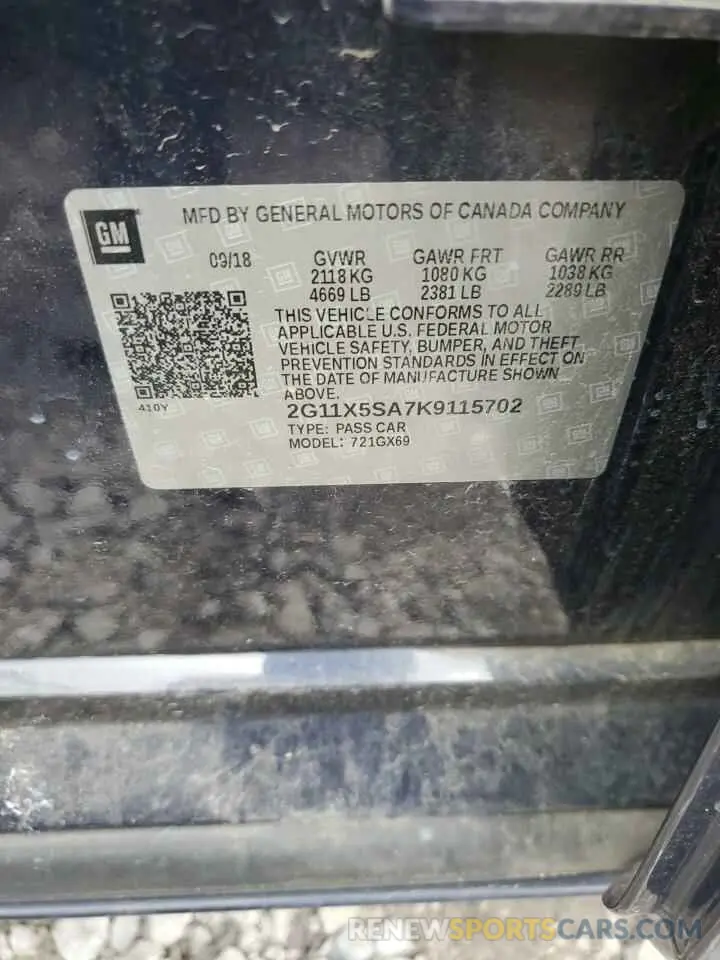 MFD BY GENERAL MOTORS OF CANADA COMPANY
GM
09/18 GVWR GAWR FRT GAWR RR
2118 KG 1080 KG 1038 KG
4669 LB 2381 LB 2289 LB
THIS VEHICLE CONFORMS TO ALL
APPLICABLE U.S. FEDERAL MOTOR
VEHICLE SAFETY, BUMPER, AND THEFT
PREVENTION STANDARDS IN EFFECT ON
THE DATE OF MANUFACTURE SHOWN
ABOVE.
410Y
2G11X5SA7K9115702
TYPE: PASS CAR
MODEL: 721GX69
RENEWSPORTSCARS.COM